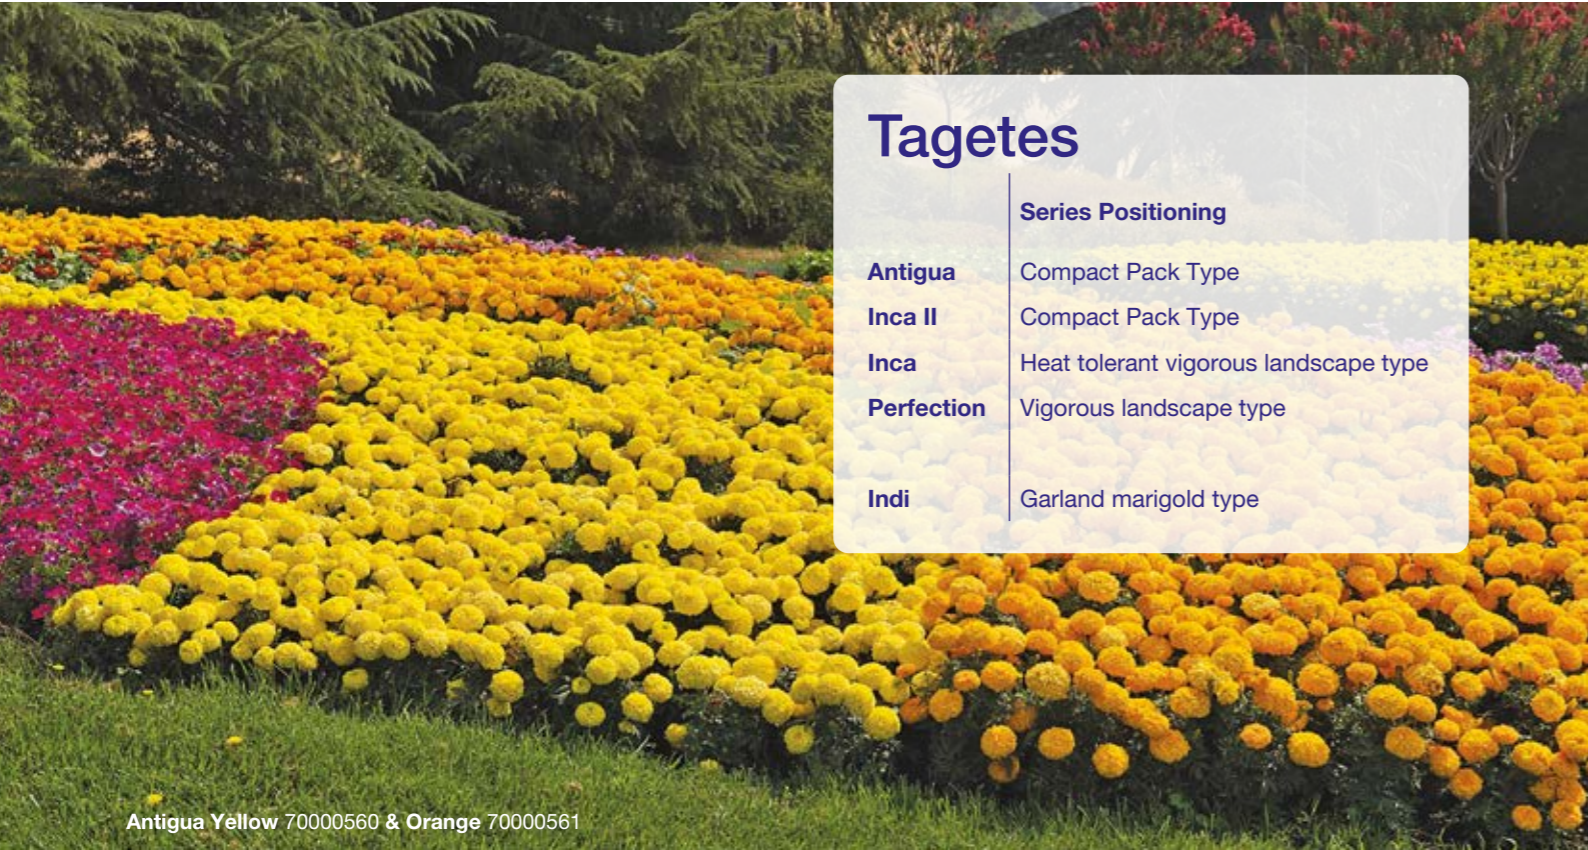 Tagetes
Series Positioning
Antigua Compact Pack Type
Inca II Compact Pack Type
Inca Heat tolerant vigorous landscape type
Perfection Vigorous landscape type
Indi Garland marigold type
Antigua Yellow 70000560 & Orange 70000561